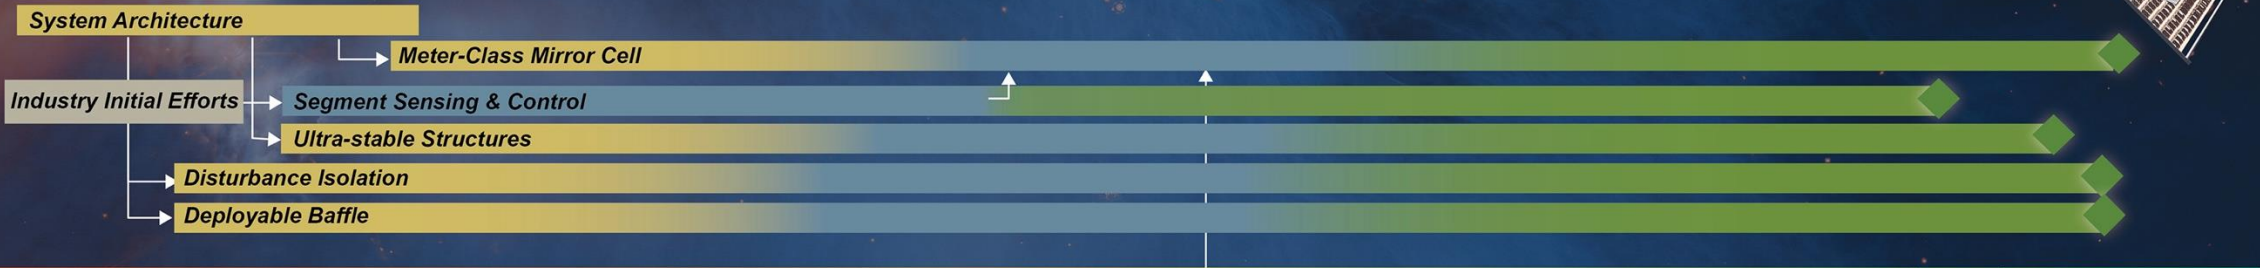 System Architecture
Meter-Class Mirror Cell
Industry Initial Efforts
Segment Sensing & Control
Ultra-stable Structures
Disturbance Isolation
Deployable Baffle